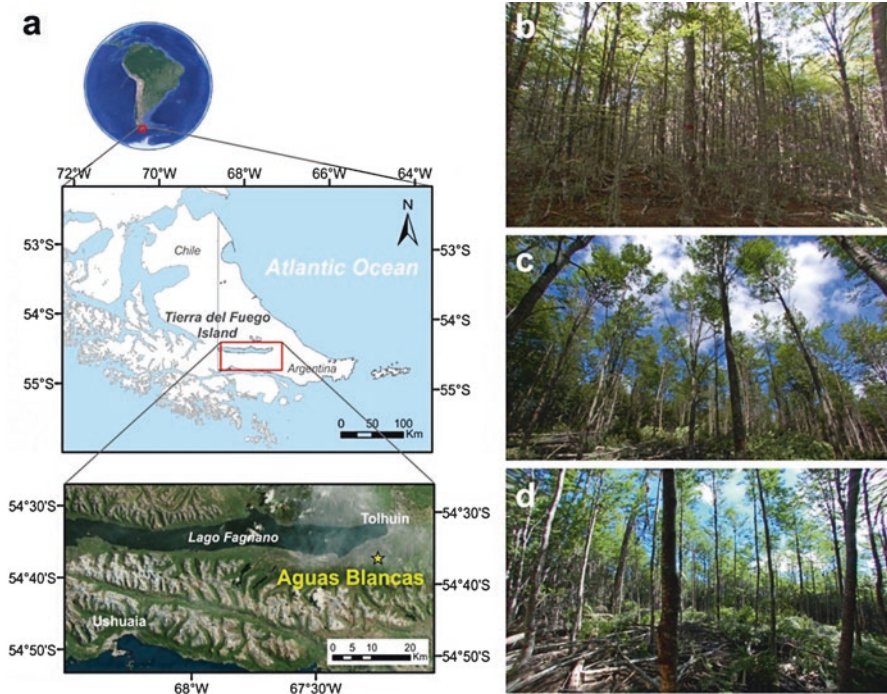 a
72°W 70°W 68°W 66°W 64°W
N
53°S 53°S
Chile
Atlantic Ocean
54°S 54°S
Tierra del Fuego
Island
55°S 55°S
Argentina
0 50 100
Km
54°30'S 54°30'S
Tolhuin
Lago Fagnano
54°40'S 54°40'S
Aguas Blancas
Ushuaia
0 5 10 20
Km
54°50'S 54°50'S
68°W 67°30'S
b
c
d